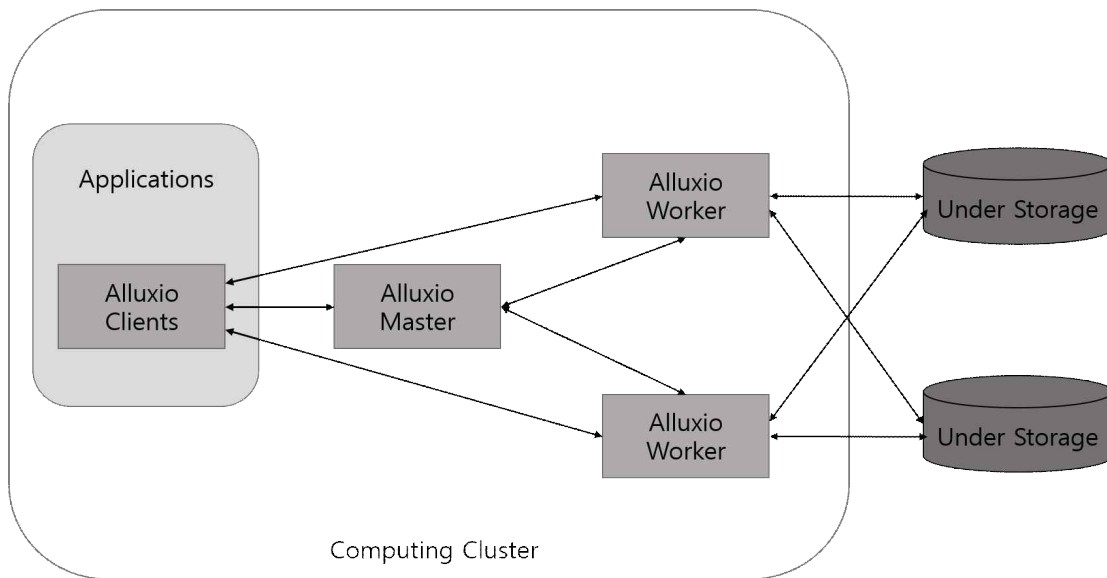 Applications
Alluxio
Clients
Alluxio
Master
Alluxio
Worker
Alluxio
Worker
Under Storage
Under Storage
Computing Cluster